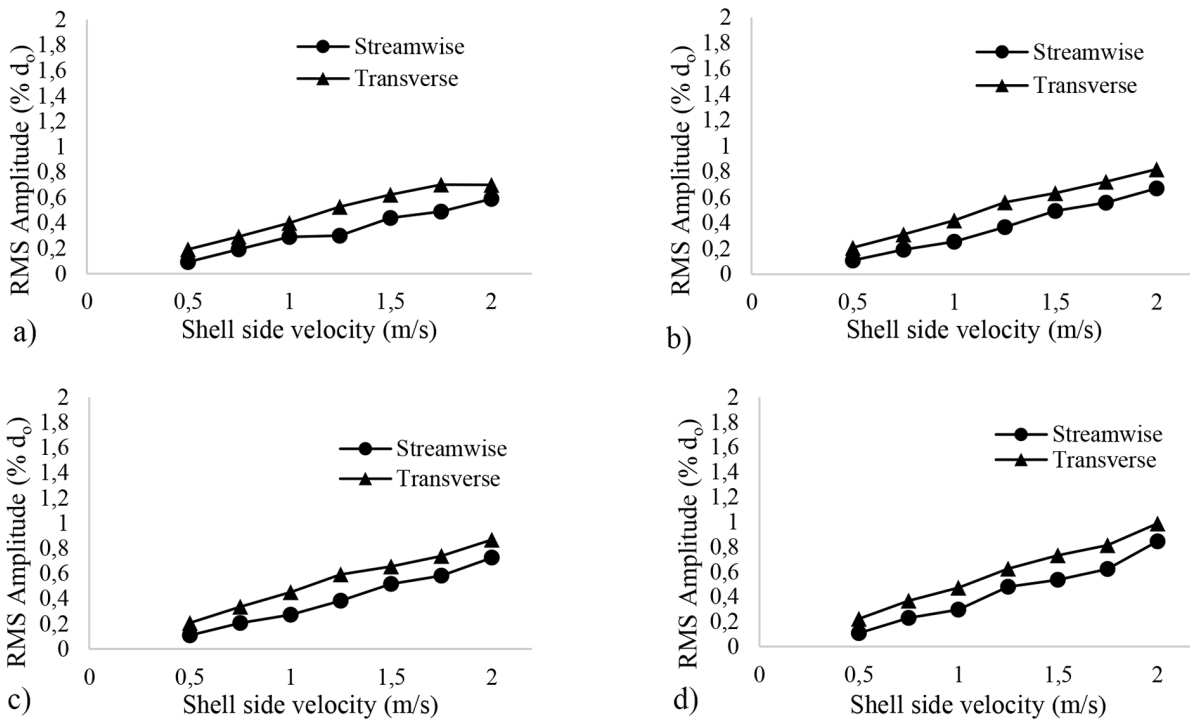 RMS Amplitude (% do)
2
1,8
1,6
1,4
1,2
1
0,8
0,6
0,4
0,2
0
Streamwise
Transverse
0 0,5 1 1,5 2
Shell side velocity (m/s)
a)
RMS Amplitude (% do)
2
1,8
1,6
1,4
1,2
1
0,8
0,6
0,4
0,2
0
Streamwise
Transverse
0 0,5 1 1,5 2
Shell side velocity (m/s)
b)
RMS Amplitude (% do)
2
1,8
1,6
1,4
1,2
1
0,8
0,6
0,4
0,2
0
Streamwise
Transverse
0 0,5 1 1,5 2
Shell side velocity (m/s)
c)
RMS Amplitude (% do)
2
1,8
1,6
1,4
1,2
1
0,8
0,6
0,4
0,2
0
Streamwise
Transverse
0 0,5 1 1,5 2
Shell side velocity (m/s)
d)